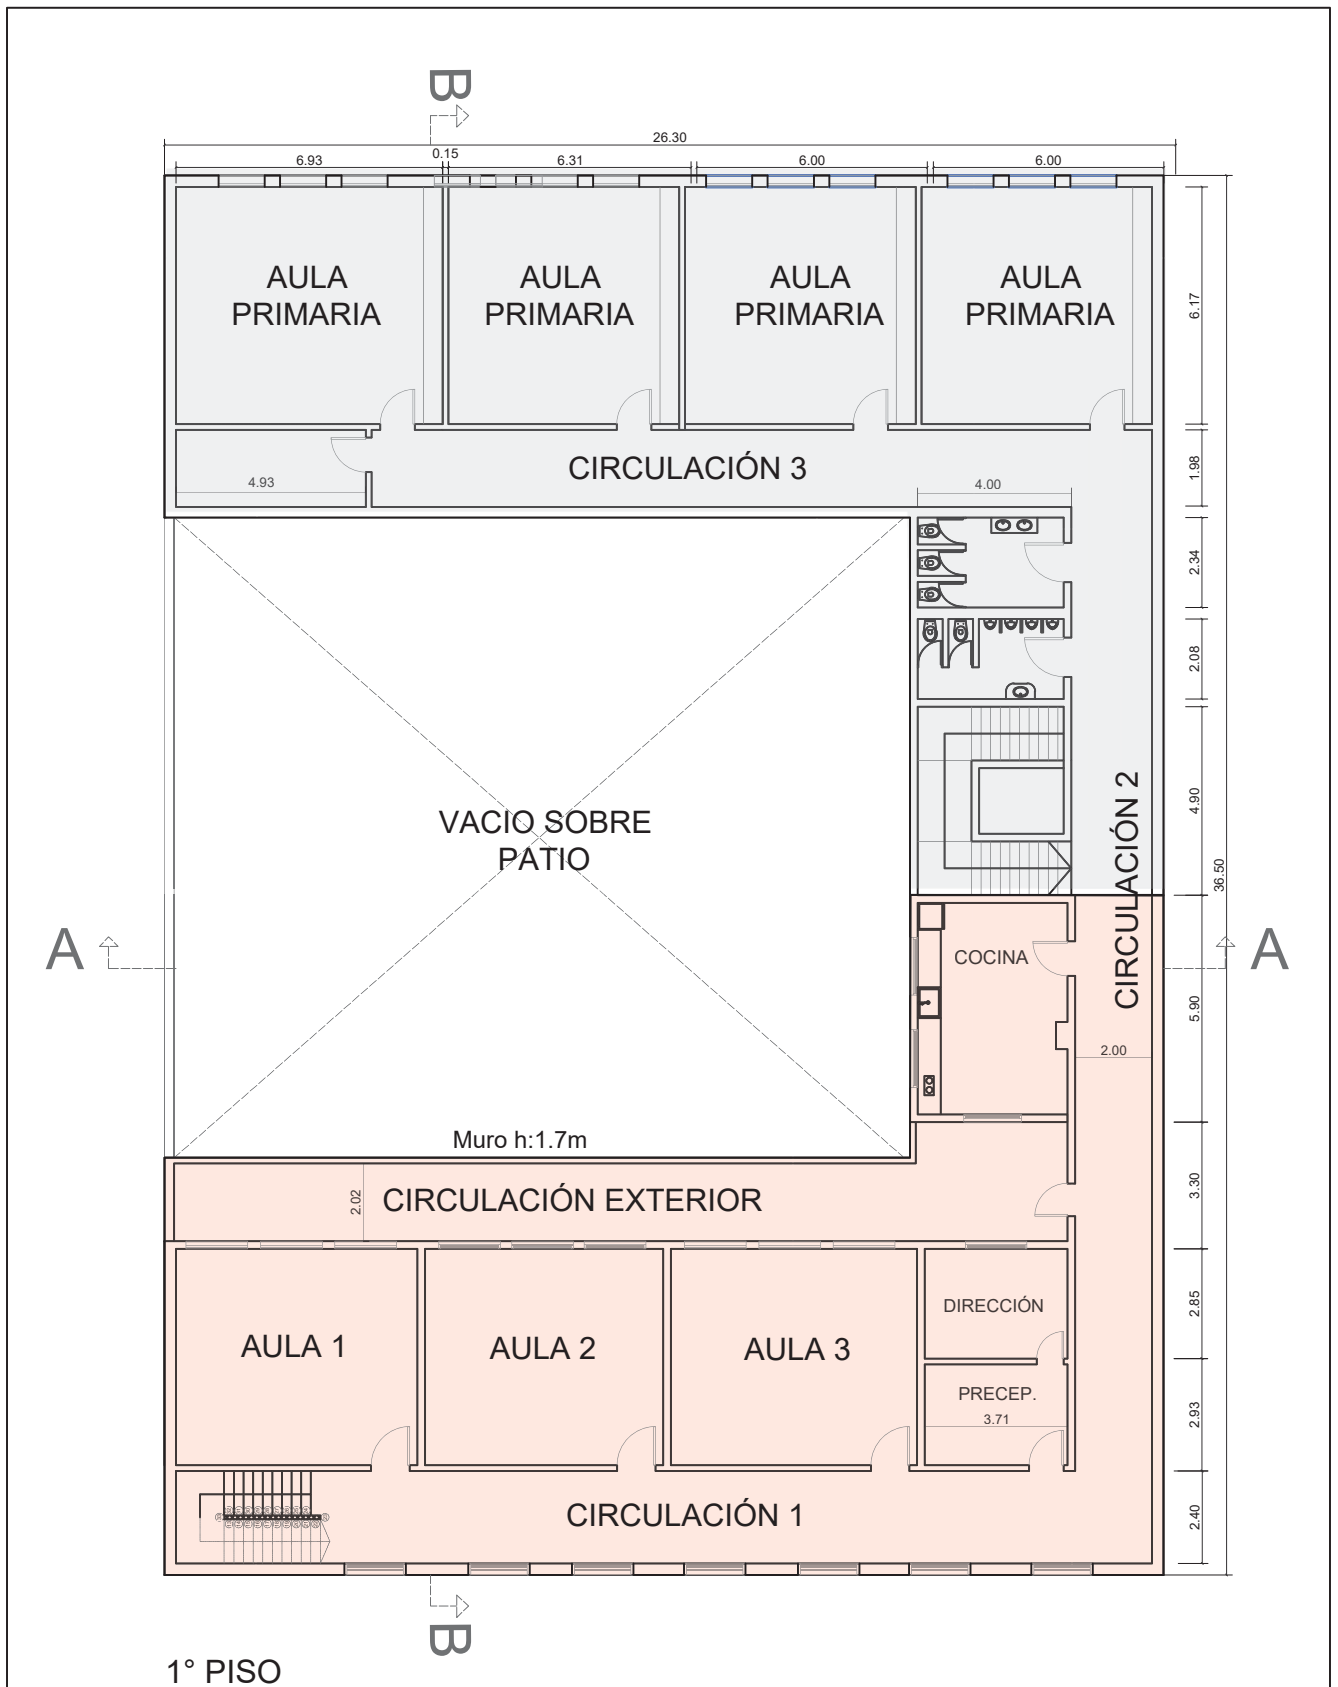 B
26.30
6.93
0.15
6.31
6.00
6.00
AULA
PRIMARIA
AULA
PRIMARIA
AULA
PRIMARIA
AULA
PRIMARIA
6.17
CIRCULACIÓN 3
1.98
4.93
4.00
2.34
2.08
VACIO SOBRE
PATIO
4.90
CIRCULACIÓN 2
36.50
A
A
COCINA
5.90
2.00
Muro h:1.7m
CIRCULACIÓN EXTERIOR
2.02
3.30
DIRECCIÓN
2.85
AULA 1
AULA 2
AULA 3
PRECEP.
3.71
2.93
CIRCULACIÓN 1
2.40
B
1° PISO